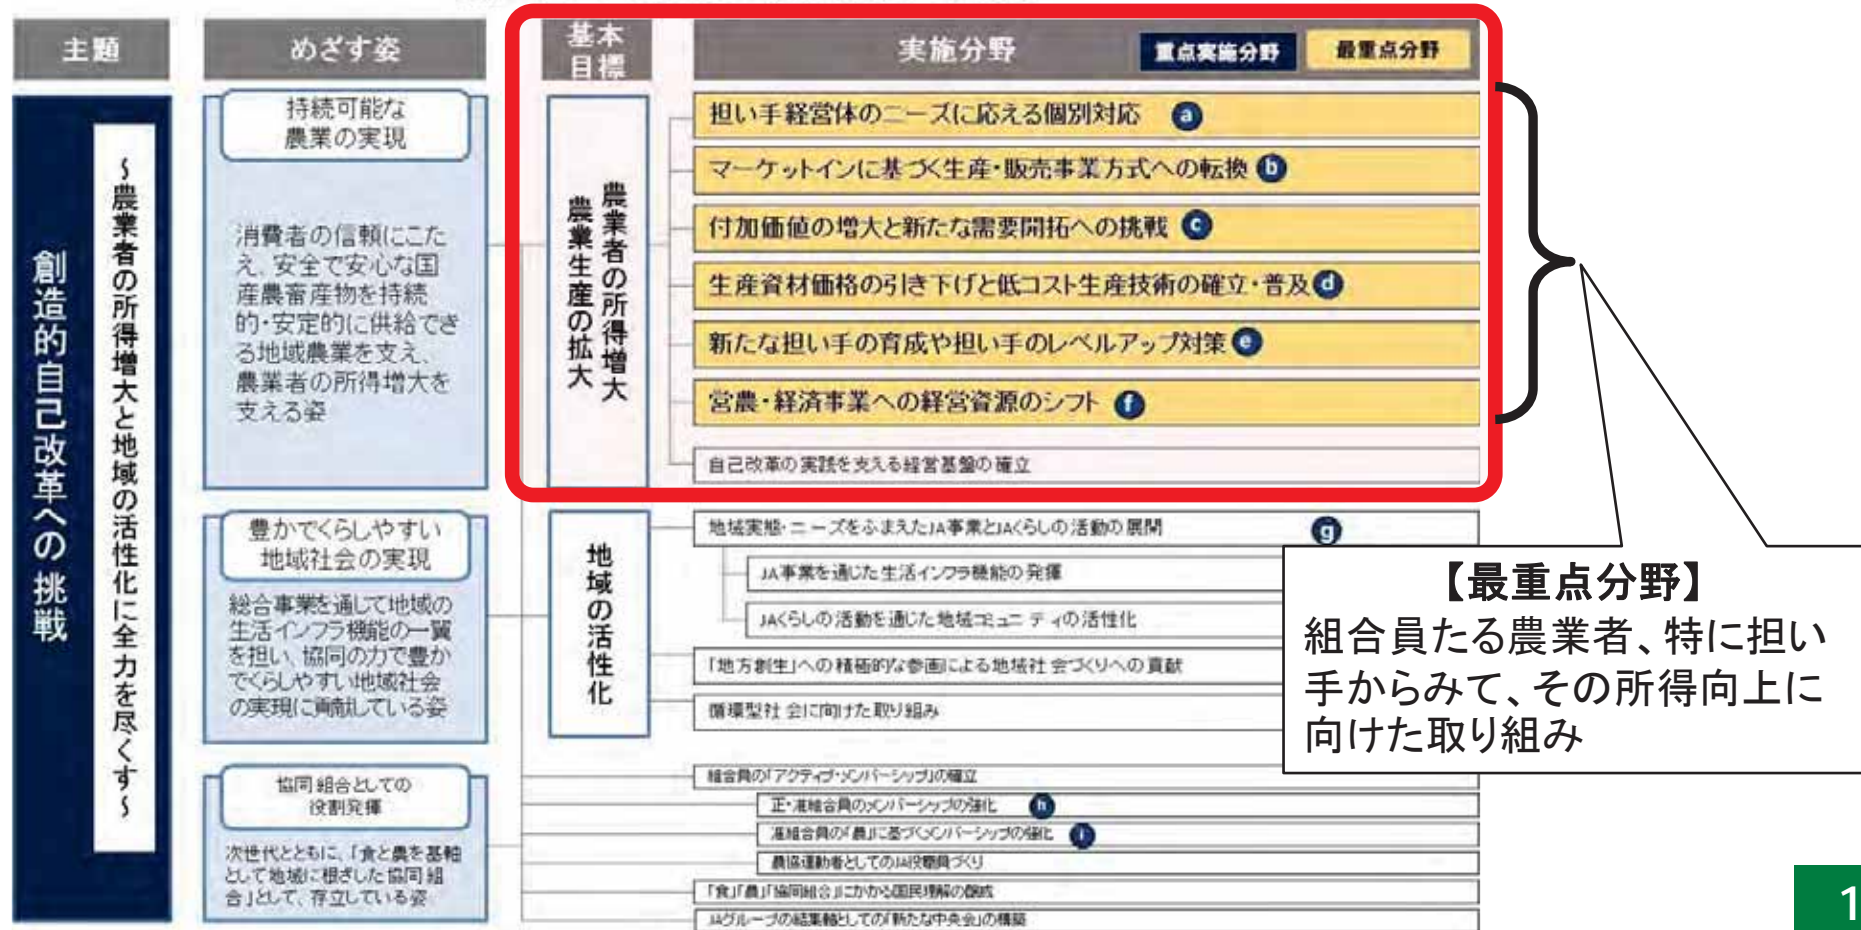 主題
めざす姿
基本
目標
実施分野
重点実施分野
最重点分野
創造的自己改革への挑戦
～農業者の所得増大と地域の活性化に全力を尽くす～
持続可能な
農業の実現
消費者の信頼にこた
え、安全で安心な国
産農畜産物を持続
的・安定的に供給でき
る地域農業を支え、
農業者の所得増大を
支える姿
農業者の所得増大
農業生産の拡大
担い手経営体のニーズに応える個別対応 a
マーケットインに基づく生産・販売事業方式への転換 b
付加価値の増大と新たな需要開拓への挑戦 c
生産資材価格の引き下げと低コスト生産技術の確立・普及 d
新たな担い手の育成や担い手のレベルアップ対策 e
営農・経済事業への経営資源のシフト f
自己改革の実践を支える経営基盤の確立
豊かでくらしやすい
地域社会の実現
総合事業を通じて地域の
生活インフラ機能の一翼
を担い、協同の力で豊か
でくらしやすい地域社会
の実現に貢献している姿
地域の活性化
地域実態・ニーズをふまえたJA事業とJAくらしの活動の展開 g
JA事業を通じた生活インフラ機能の発揮
JAくらしの活動を通じた地域コミュニティの活性化
「地方創生」への積極的な参画による地域社会づくりへの貢献
循環型社会に向けた取り組み
協同組合としての
役割発揮
次世代とともに、「食と農を基軸
として地域に根ざした協同組
合」として、存立している姿
組合員の「アクティブ・メンバーシップ」の確立
正・准組合員のメンバーシップの強化 h
准組合員の「農」に基づくメンバーシップの強化 i
農協運動者としてのJA役職員づくり
「食」「農」「協同組合」にかかる国民理解の醸成
JAグループの結集軸としての「新たな中央会」の構築
【最重点分野】
組合員たる農業者、特に担い
手からみて、その所得向上に
向けた取り組み
1